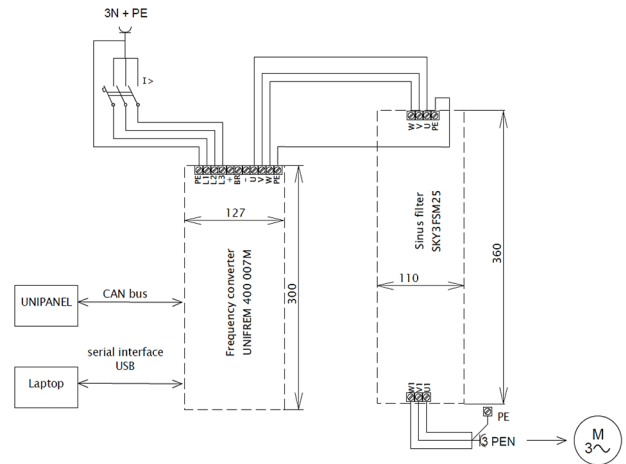 3N + PE
I >
PE L1 L2 L3 + BR - U V W PE
W V U PE
127
300
Frequency converter
UNIFREM 400 007M
Sinus filter
SKY3FSM25
110
360
UNIPANEL
CAN bus
serial interface
USB
Laptop
W1 V1 U1
PE
3 PEN
M
3~